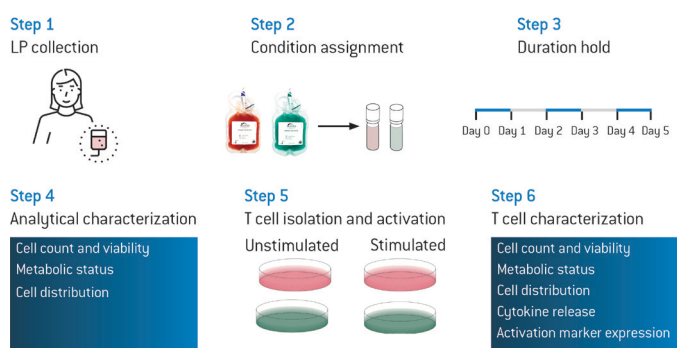 Step 1
LP collection
Step 2
Condition assignment
Step 3
Duration hold
Day 0 Day 1 Day 2 Day 3 Day 4 Day 5
Step 4
Analytical characterization
Cell count and viability
Metabolic status
Cell distribution
Step 5
T cell isolation and activation
Unstimulated Stimulated
Step 6
T cell characterization
Cell count and viability
Metabolic status
Cell distribution
Cytokine release
Activation marker expression